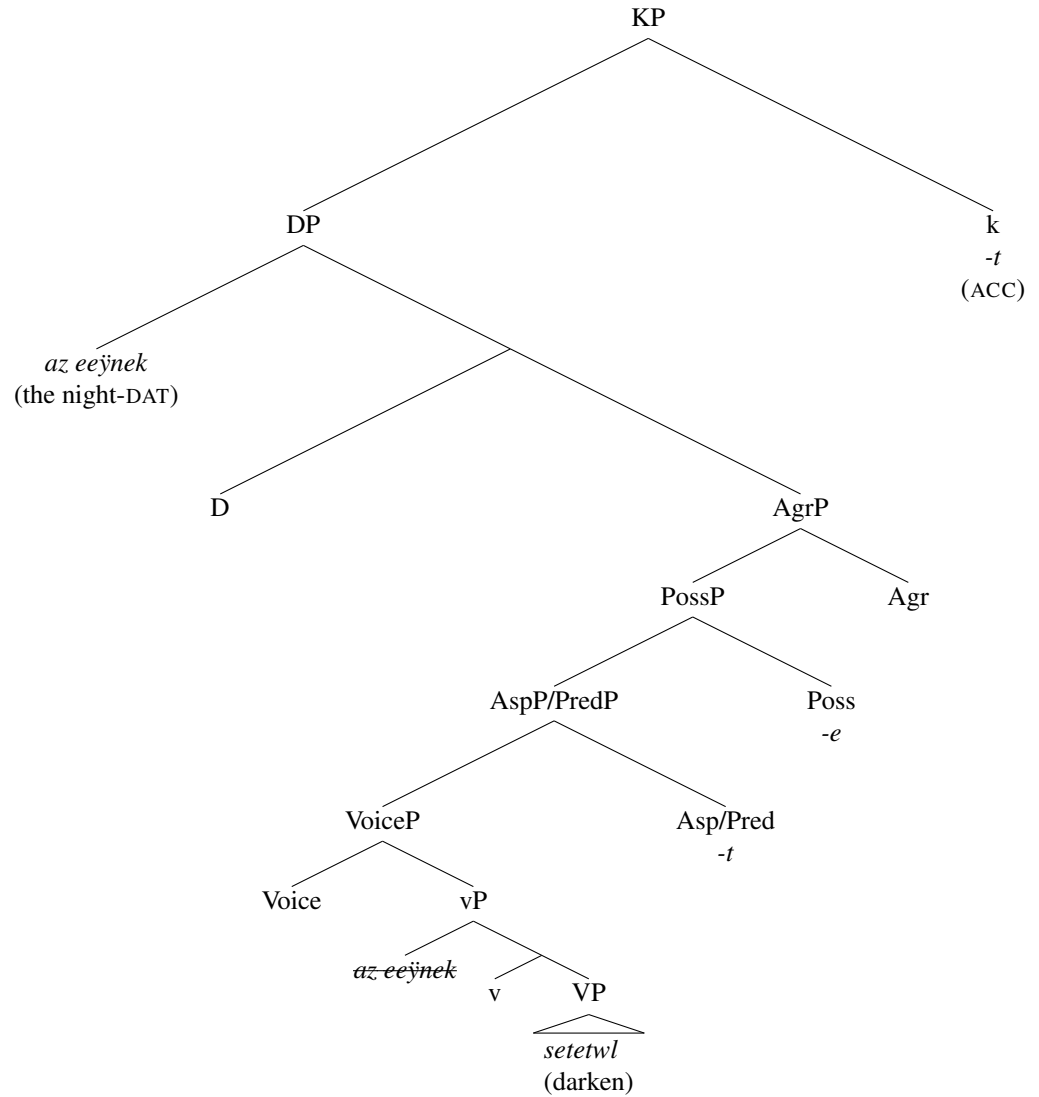 KP
DP
k
-t
(ACC)
az eeÿnek
(the night-DAT)
D
AgrP
PossP
Agr
AspP/PredP
Poss
-e
VoiceP
Asp/Pred
-t
Voice
vP
az eeÿnek
v
VP
setetwl
(darken)